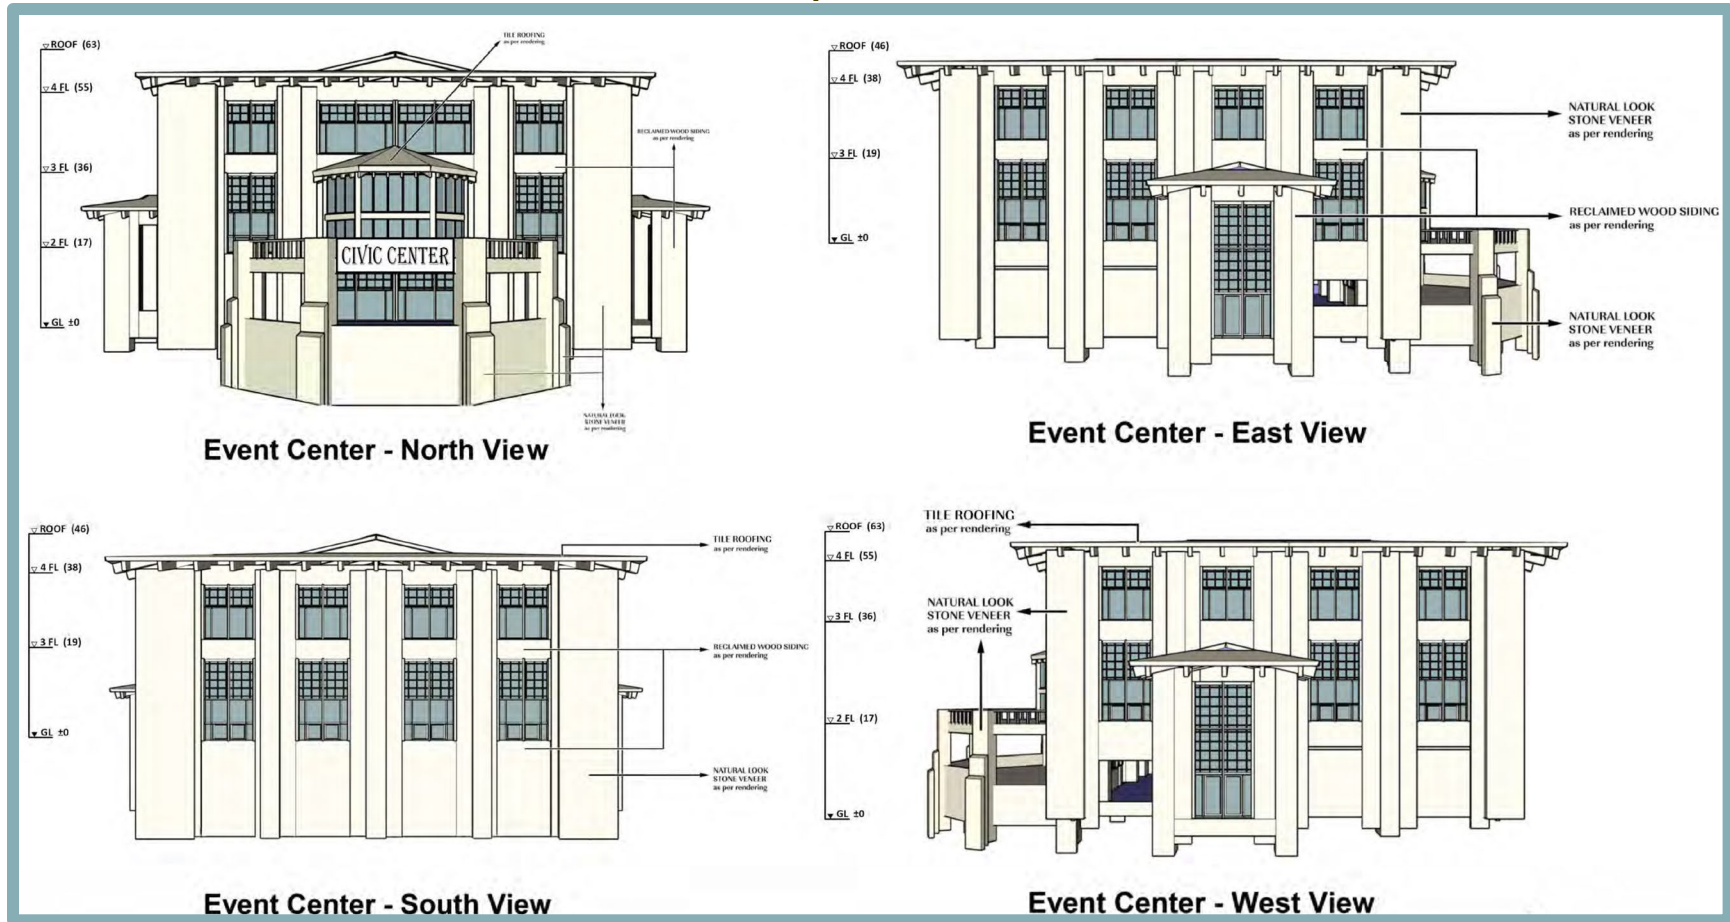 ROOF (63)
4 FL (55)
3 FL (36)
2 FL (17)
GL ±0
TILE ROOFING
as per rendering
RECLAIMED WOOD SIDING
as per rendering
CIVIC CENTER
NATURAL LOOK
STONE VENEER
as per rendering
Event Center - North View
ROOF (46)
4 FL (38)
3 FL (19)
GL ±0
NATURAL LOOK
STONE VENEER
as per rendering
RECLAIMED WOOD SIDING
as per rendering
NATURAL LOOK
STONE VENEER
as per rendering
Event Center - East View
ROOF (46)
4 FL (38)
3 FL (19)
GL ±0
TILE ROOFING
as per rendering
RECLAIMED WOOD SIDING
as per rendering
NATURAL LOOK
STONE VENEER
as per rendering
Event Center - South View
ROOF (63)
4 FL (55)
3 FL (36)
2 FL (17)
GL ±0
TILE ROOFING
as per rendering
NATURAL LOOK
STONE VENEER
as per rendering
Event Center - West View